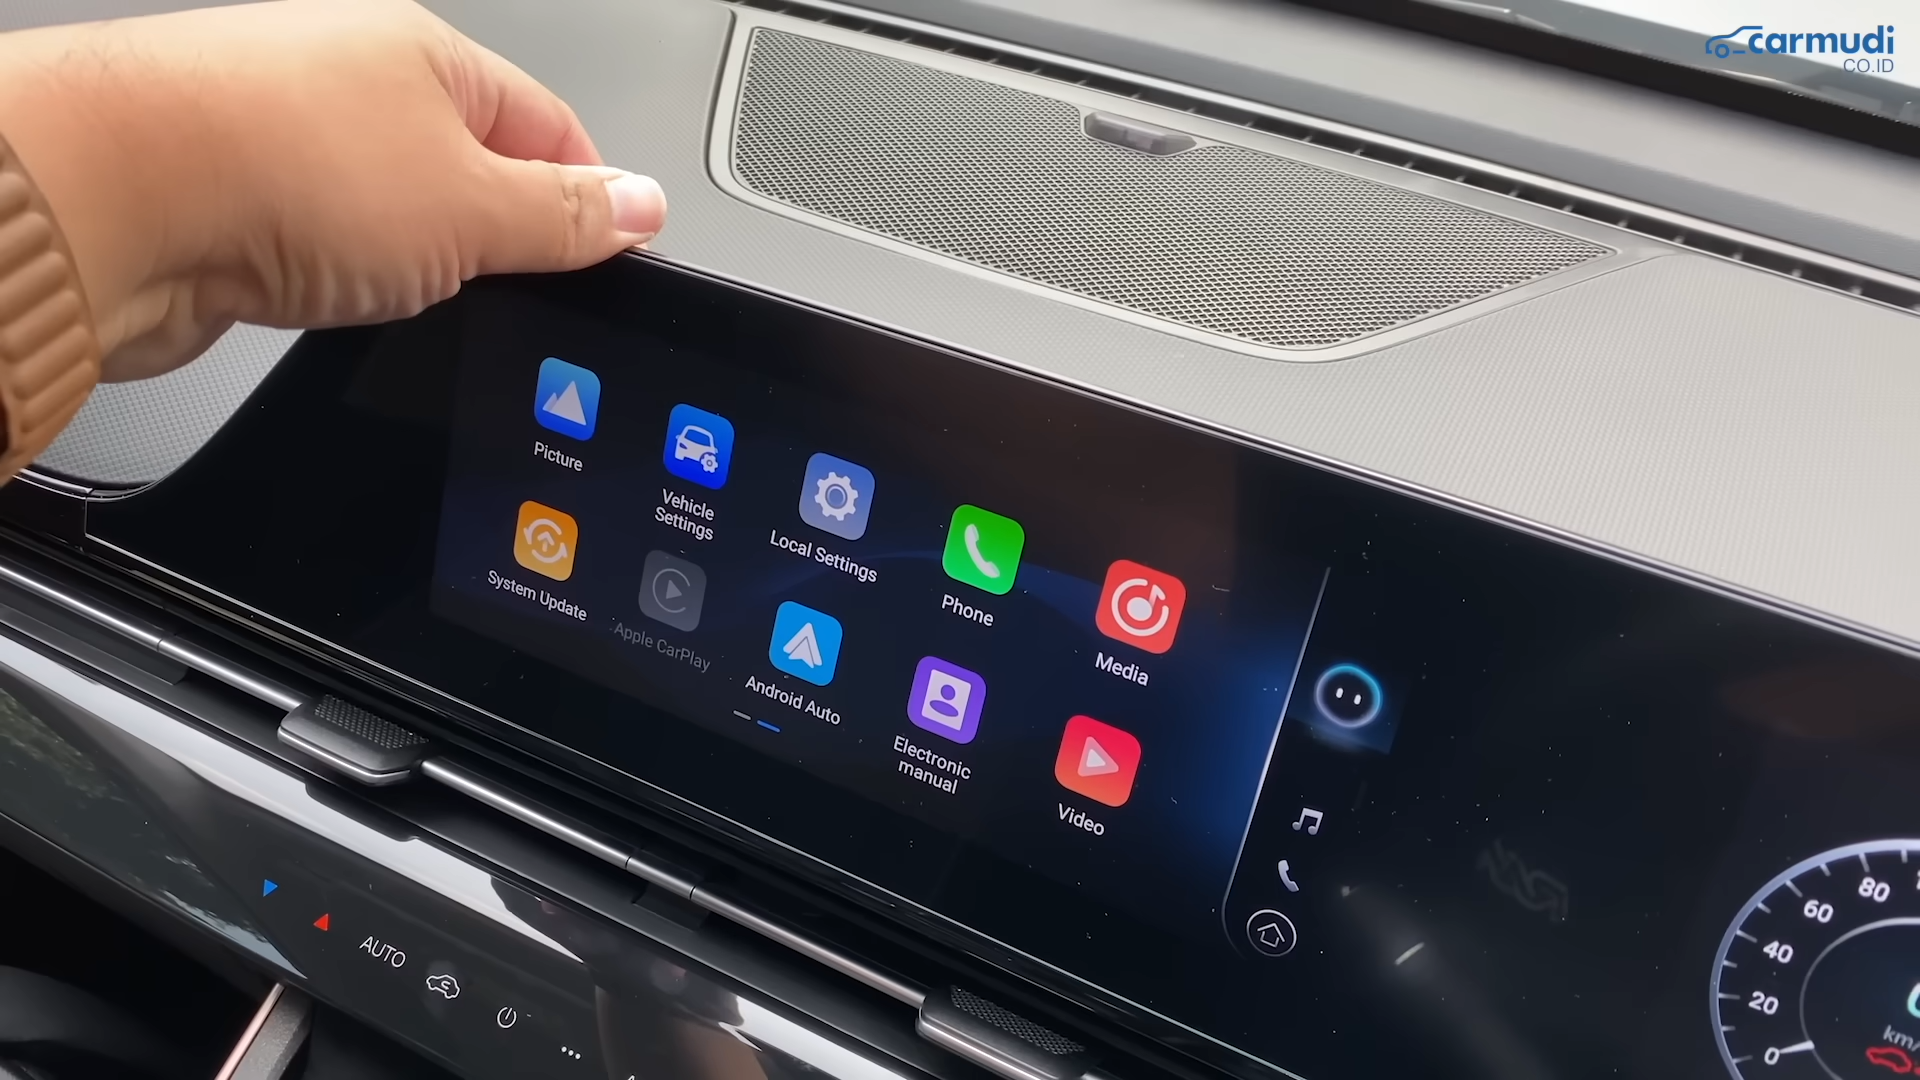 carmudi
CO.ID
Picture
Vehicle
Settings
Local Settings
Phone
Media
System Update
Apple CarPlay
Android Auto
Electronic
manual
Video
AUTO
80
60
40
20
0